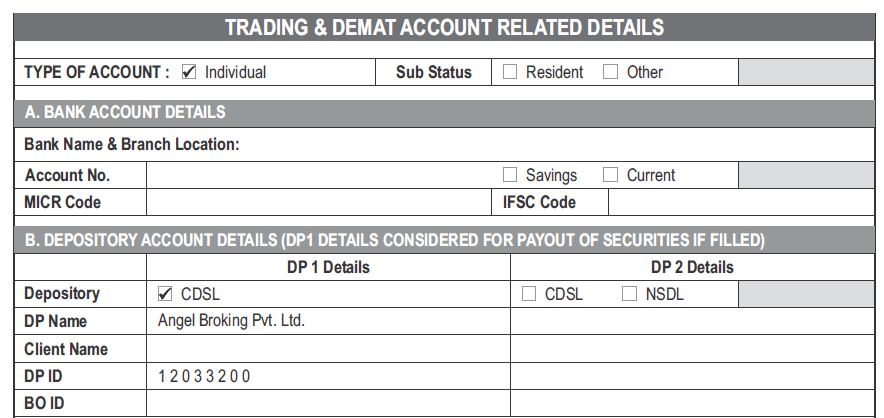 TRADING & DEMAT ACCOUNT RELATED DETAILS
TYPE OF ACCOUNT : Individual Sub Status Resident Other
A. BANK ACCOUNT DETAILS
Bank Name & Branch Location:
Account No. Savings Current
MICR Code IFSC Code
B. DEPOSITORY ACCOUNT DETAILS (DP1 DETAILS CONSIDERED FOR PAYOUT OF SECURITIES IF FILLED)
DP 1 Details DP 2 Details
Depository CDSL CDSL NSDL
DP Name Angel Broking Pvt. Ltd.
Client Name
DP ID 1 2 0 3 3 2 0 0
BO ID